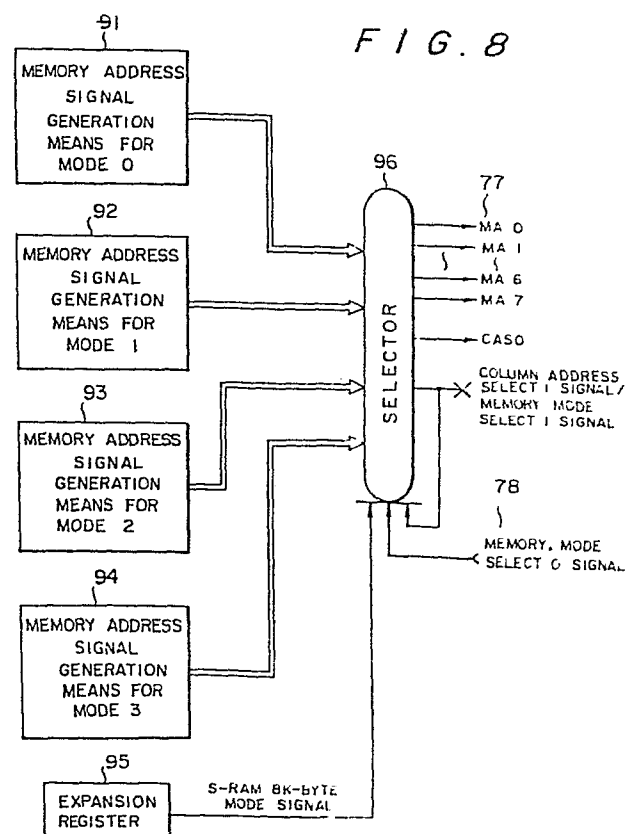 FIG. 8
91
MEMORY ADDRESS
SIGNAL
GENERATION
MEANS FOR
MODE 0
92
MEMORY ADDRESS
SIGNAL
GENERATION
MEANS FOR
MODE 1
93
MEMORY ADDRESS
SIGNAL
GENERATION
MEANS FOR
MODE 2
94
MEMORY ADDRESS
SIGNAL
GENERATION
MEANS FOR
MODE 3
95
EXPANSION
REGISTER
S-RAM 8K-BYTE
MODE SIGNAL
96
SELECTOR
77
MA 0
MA 1
MA 6
MA 7
CAS0
COLUMN ADDRESS
SELECT 1 SIGNAL/
MEMORY MODE
SELECT 1 SIGNAL
78
MEMORY. MODE
SELECT 0 SIGNAL